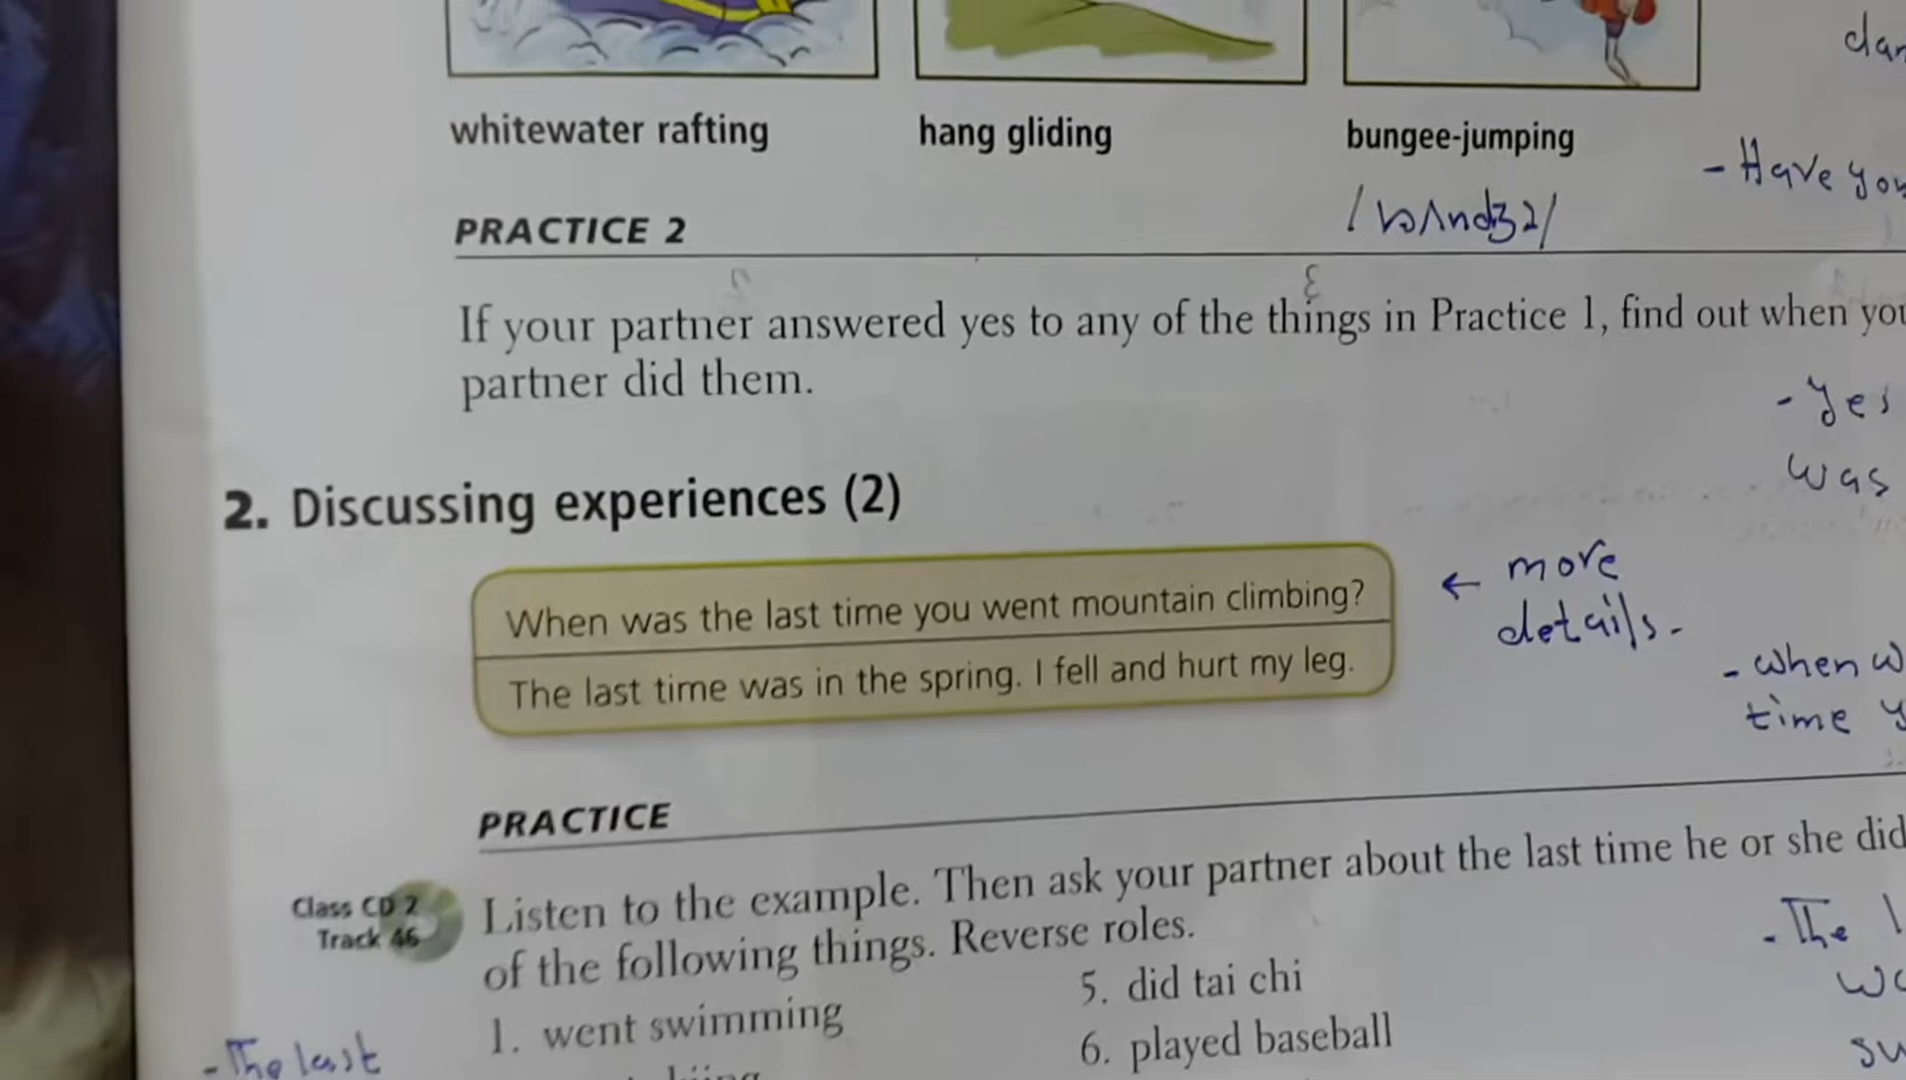 dan
whitewater rafting hang gliding bungee-jumping
- Have you
/bʌndʒɪ/
PRACTICE 2
If your partner answered yes to any of the things in Practice 1, find out when you
partner did them.
- Yes
was
2. Discussing experiences (2)
When was the last time you went mountain climbing?
The last time was in the spring. I fell and hurt my leg.
← more
details.
- when w
time y
PRACTICE
Class CD 2
Track 46
Listen to the example. Then ask your partner about the last time he or she did
of the following things. Reverse roles.
- The l
1. went swimming
5. did tai chi
6. played baseball
su
- The last